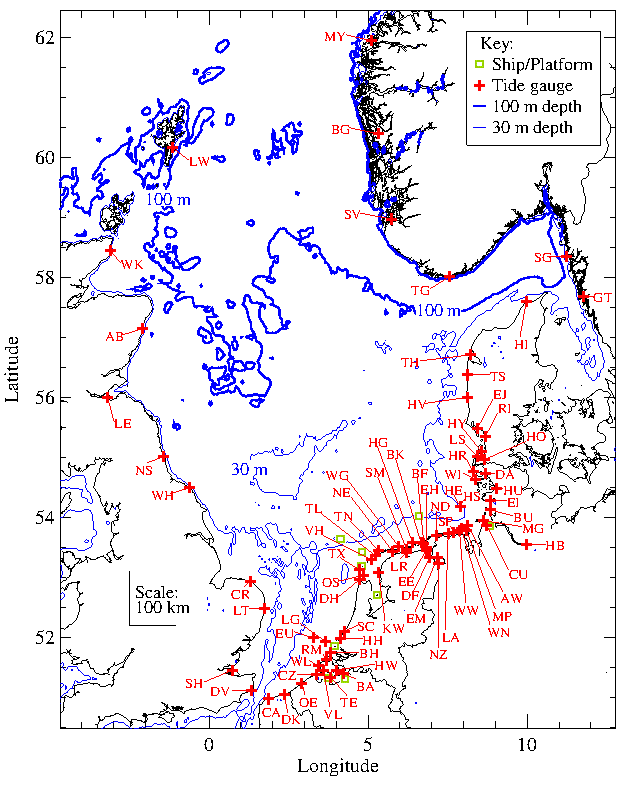 62
60
58
56
54
52
Latitude
0
5
10
Longitude
Key:
Ship/Platform
Tide gauge
100 m depth
30 m depth
MY
BG
LW
100 m
SV
WK
SG
TG
100 m
GT
AB
HI
TH
TS
LE
HV
EJ
RI
HY
HO
HG
LS
BK
NS
HR
30 m
WG
SM
BF
WI
DA
NE
EH
HE
HS
HU
WH
TL
ND
EI
TN
SP
BU
VH
MG
TX
LR
HB
OS
EE
CU
Scale:
100 km
CR
DH
DF
AW
LT
EM
WW
MP
LG
SC
KW
LA
WN
EU
HH
NZ
RM
BH
WL
HW
SH
CZ
BA
DV
OE
TE
CA
DK
VL